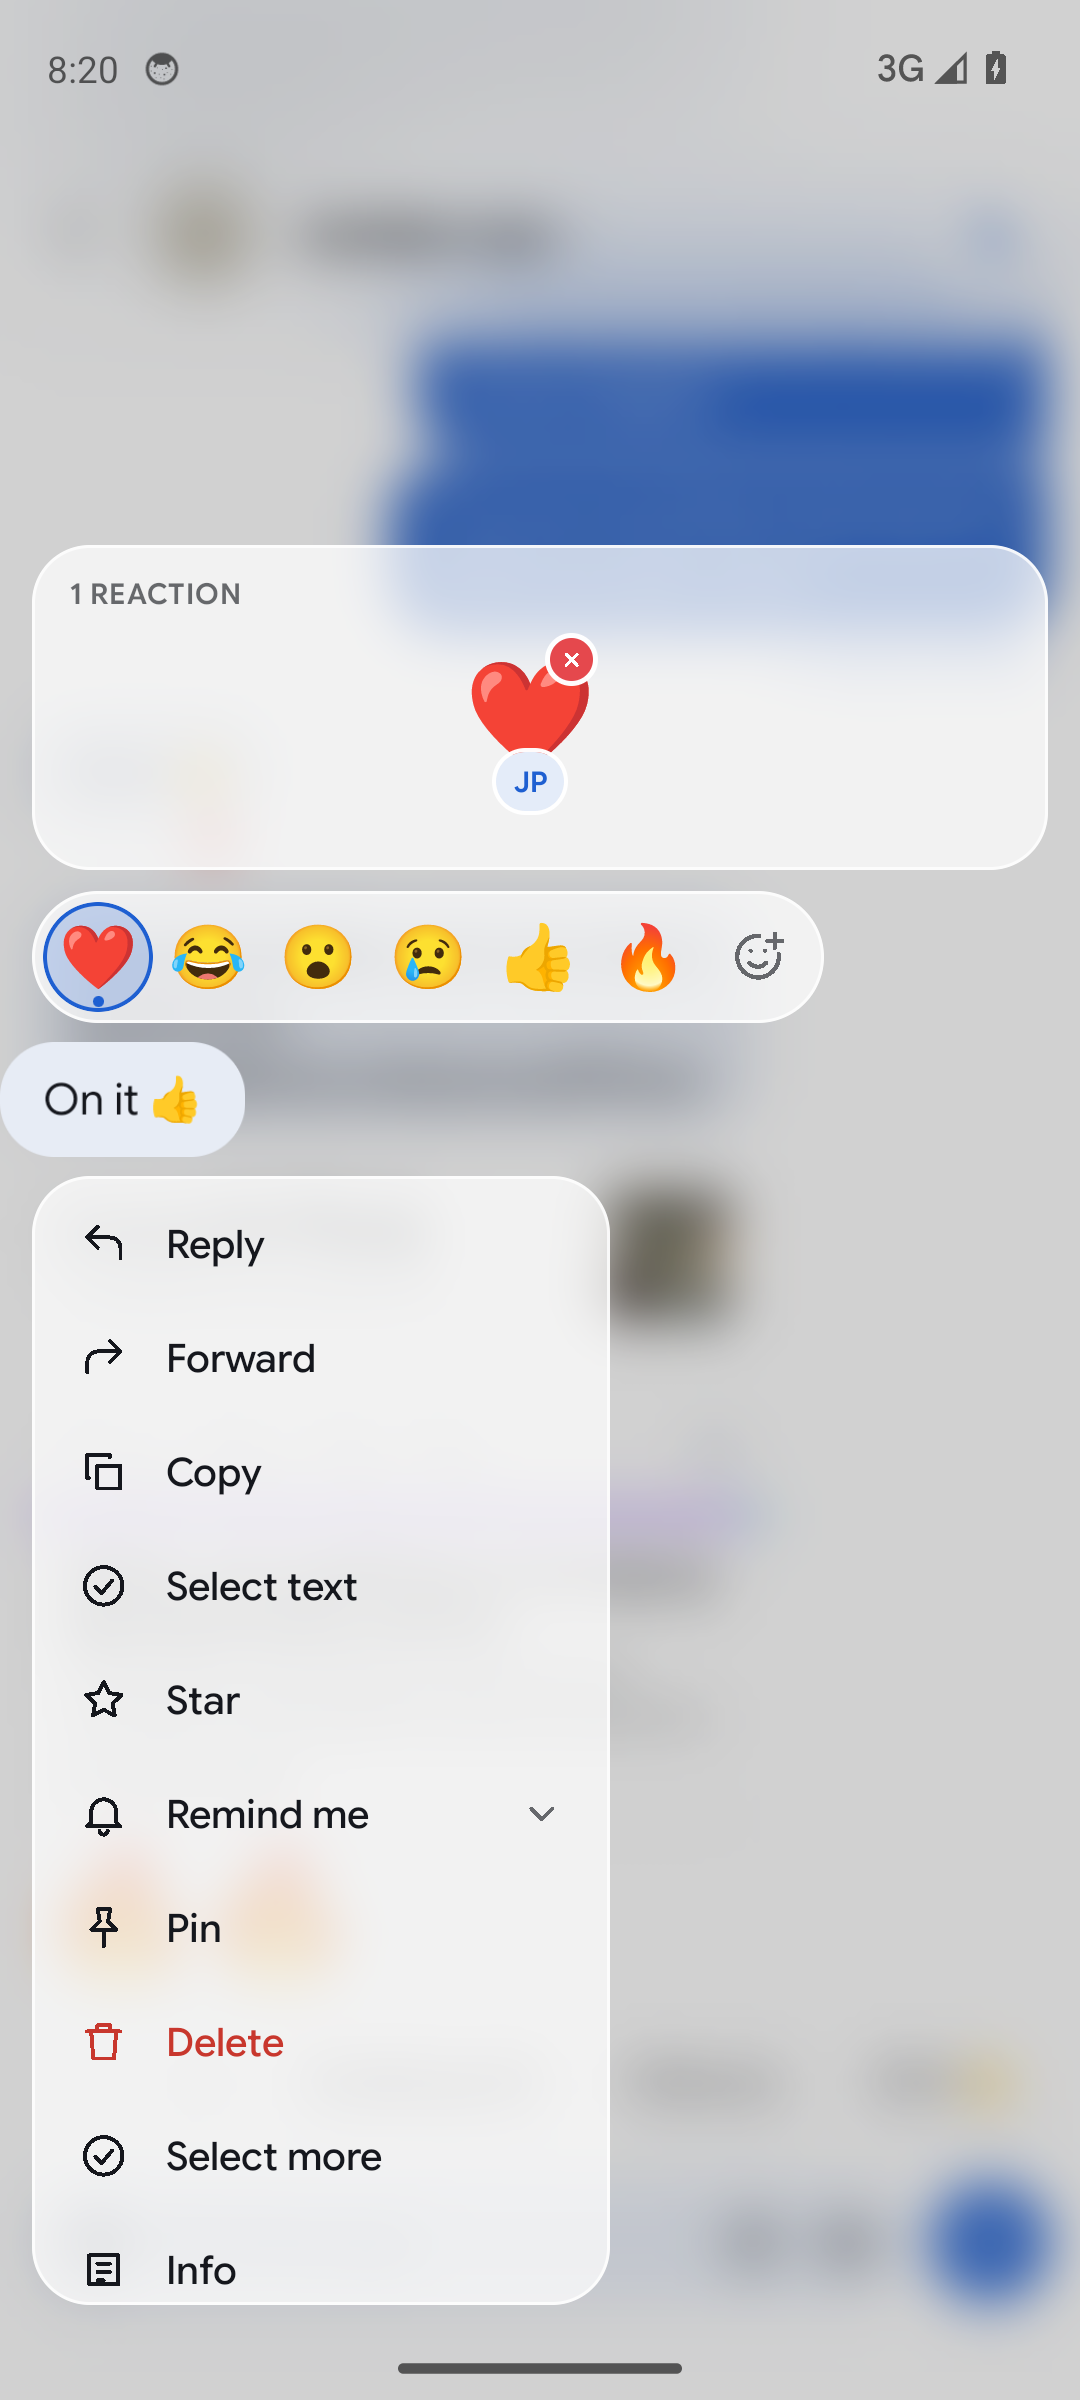 8:20
3G
1 REACTION
JP
On it 👍
Reply
Forward
Copy
Select text
Star
Remind me
Pin
Delete
Select more
Info